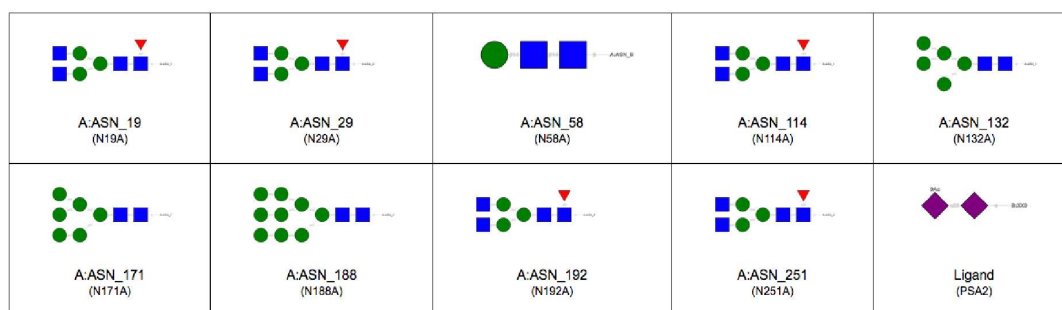 A:ASN_19
(N19A)
A:ASN_29
(N29A)
A:ASN_58
(N58A)
A:ASN_114
(N114A)
A:ASN_132
(N132A)
A:ASN_171
(N171A)
A:ASN_188
(N188A)
A:ASN_192
(N192A)
A:ASN_251
(N251A)
Ligand
(PSA2)